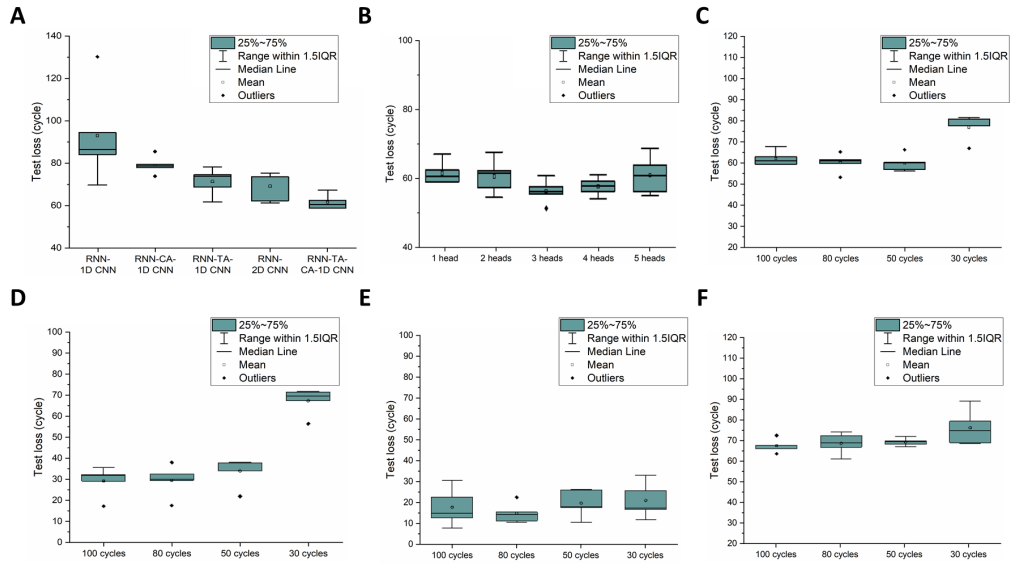 A
Test loss (cycle)
140
120
100
80
60
40
25%~75%
Range within 1.5IQR
Median Line
Mean
Outliers
RNN-
1D CNN
RNN-CA-
1D CNN
RNN-TA-
1D CNN
RNN-
2D CNN
RNN-TA-
CA-1D CNN
B
Test loss (cycle)
100
80
60
40
25%~75%
Range within 1.5IQR
Median Line
Mean
Outliers
1 head
2 heads
3 heads
4 heads
5 heads
C
Test loss (cycle)
120
110
100
90
80
70
60
50
40
30
20
25%~75%
Range within 1.5IQR
Median Line
Mean
Outliers
100 cycles
80 cycles
50 cycles
30 cycles
D
Test loss (cycle)
100
90
80
70
60
50
40
30
20
10
0
25%~75%
Range within 1.5IQR
Median Line
Mean
Outliers
100 cycles
80 cycles
50 cycles
30 cycles
E
Test loss (cycle)
100
90
80
70
60
50
40
30
20
10
0
25%~75%
Range within 1.5IQR
Median Line
Mean
Outliers
100 cycles
80 cycles
50 cycles
30 cycles
F
Test loss (cycle)
120
110
100
90
80
70
60
50
40
30
20
25%~75%
Range within 1.5IQR
Median Line
Mean
Outliers
100 cycles
80 cycles
50 cycles
30 cycles